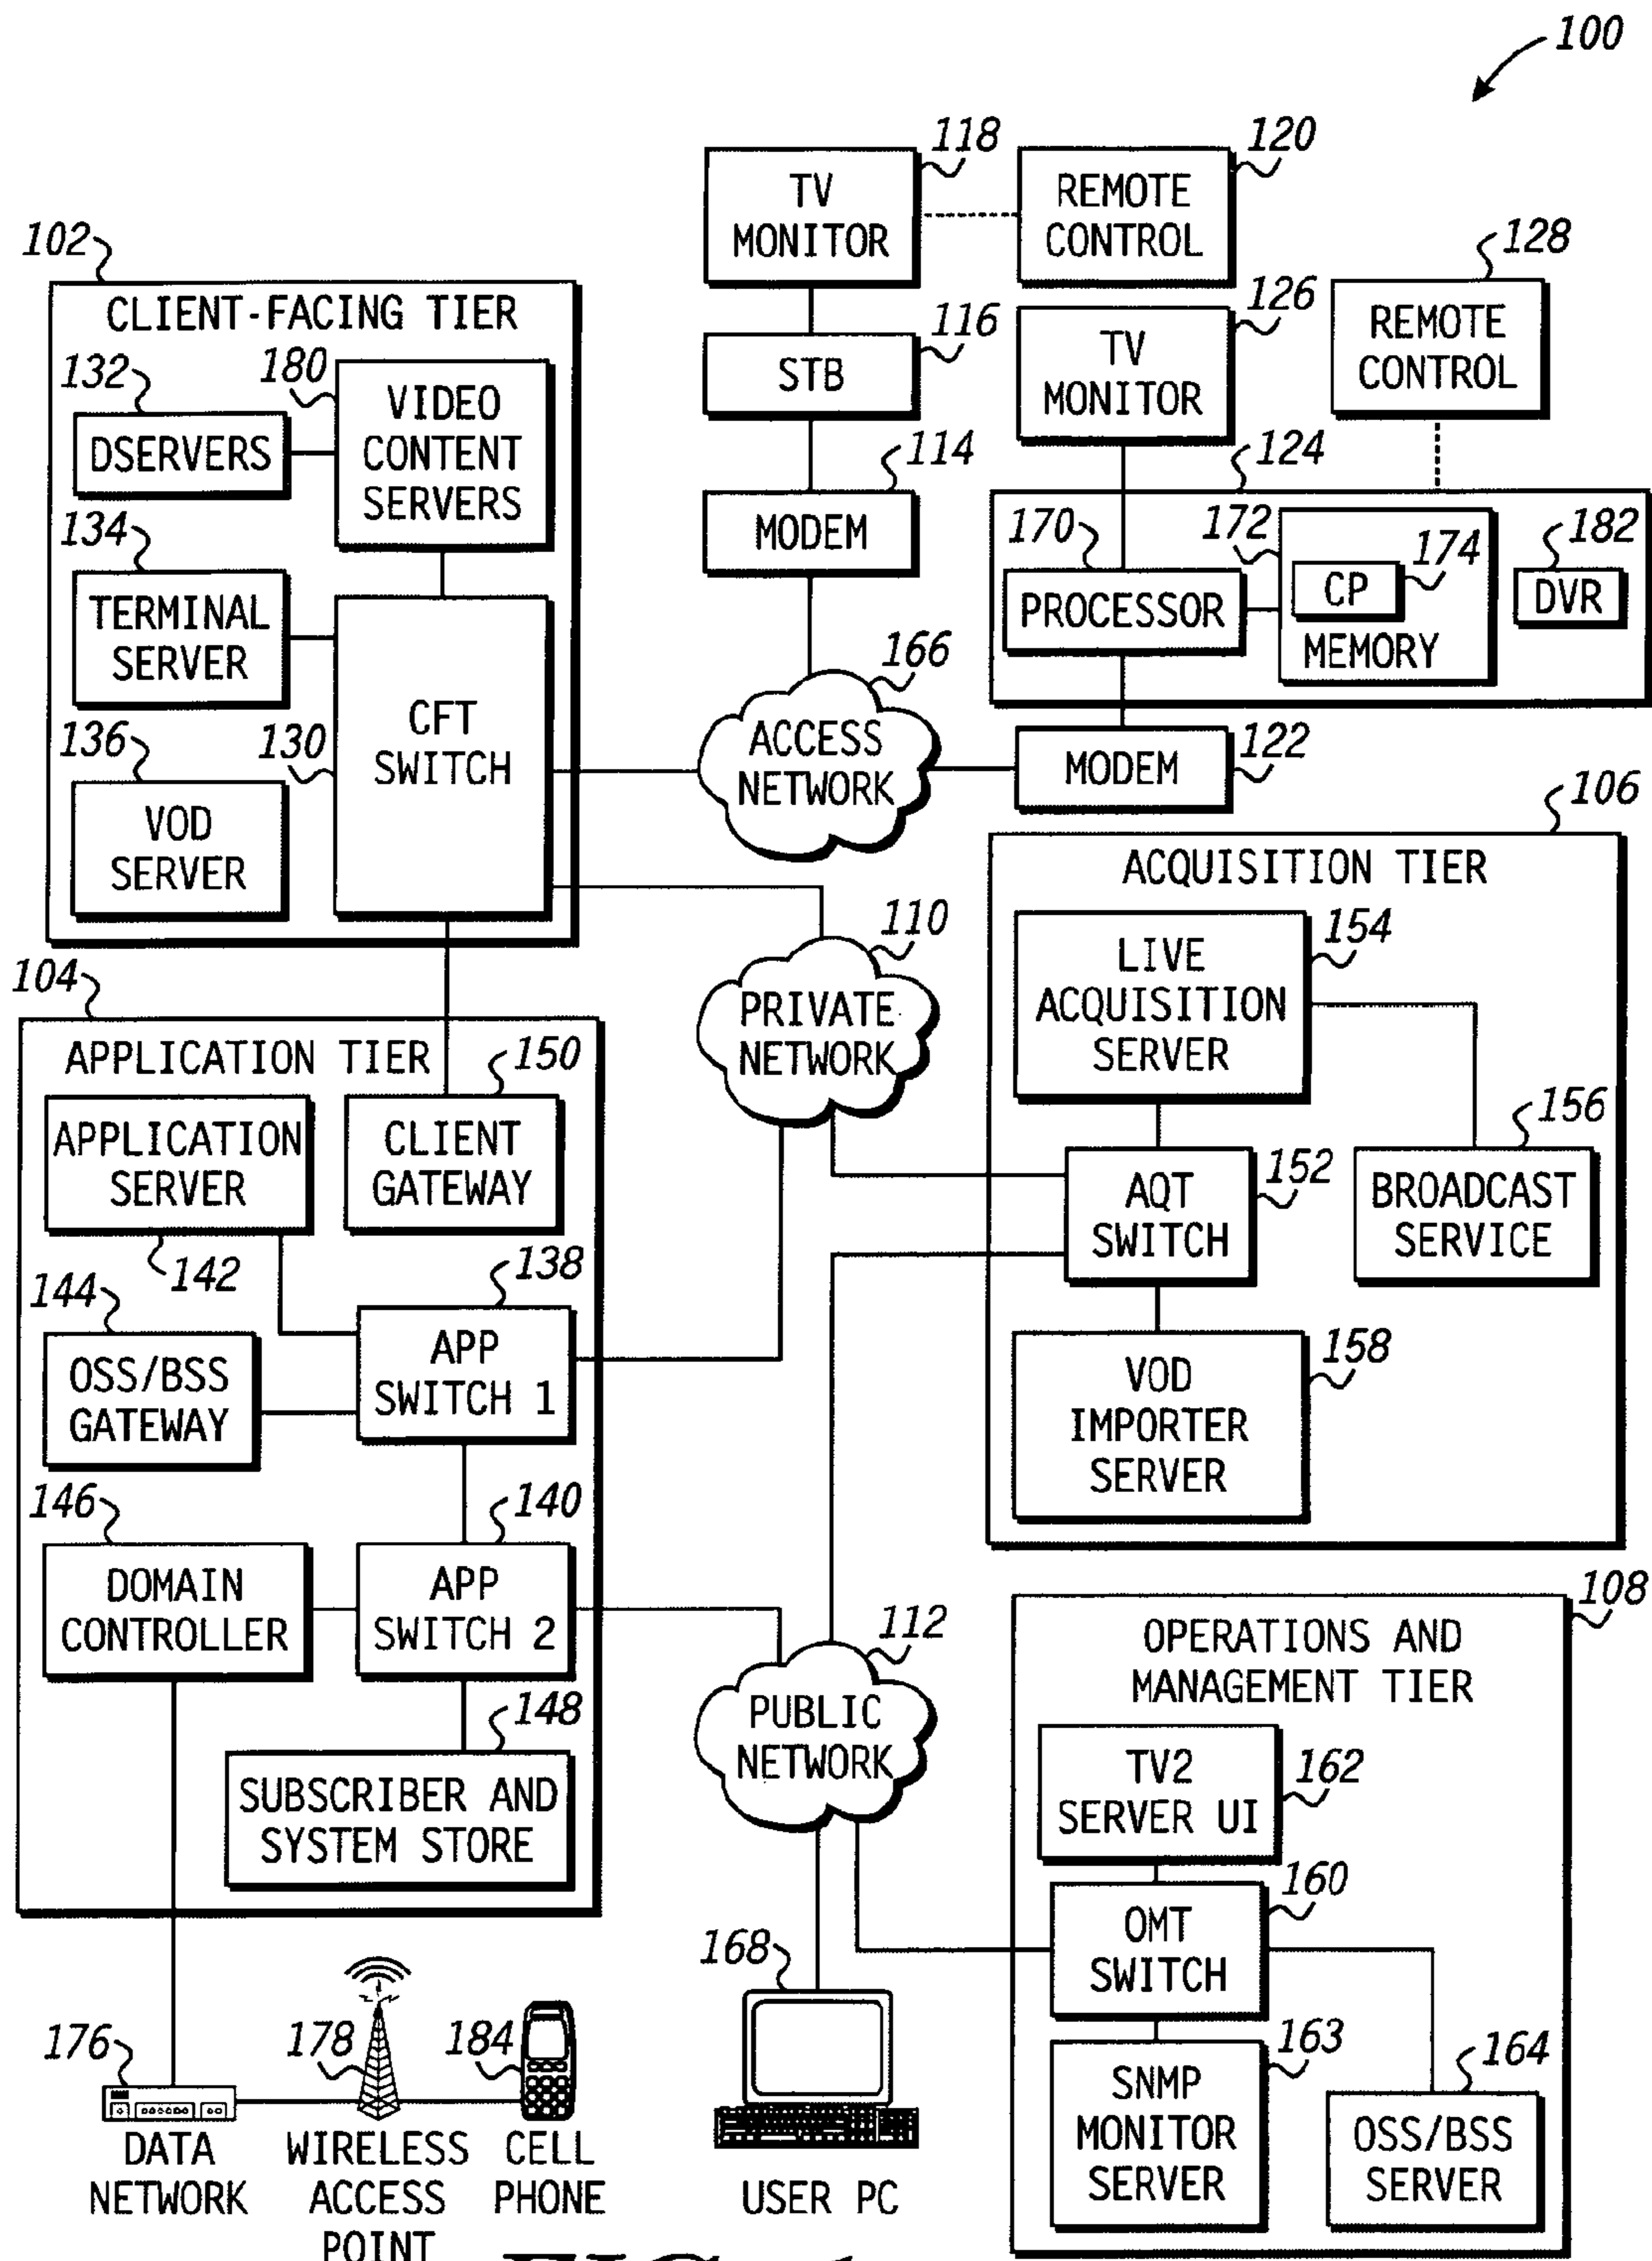 100
118
TV
MONITOR
120
REMOTE
CONTROL
128
REMOTE
CONTROL
102
CLIENT-FACING TIER
132
DSERVERS
180
VIDEO
CONTENT
SERVERS
134
TERMINAL
SERVER
136
VOD
SERVER
130
CFT
SWITCH
116
STB
114
MODEM
126
TV
MONITOR
124
170
PROCESSOR
172
CP
174
MEMORY
182
DVR
166
ACCESS
NETWORK
MODEM
122
106
ACQUISITION TIER
LIVE
ACQUISITION
SERVER
154
156
BROADCAST
SERVICE
AQT
SWITCH
152
VOD
IMPORTER
SERVER
158
110
PRIVATE
NETWORK
104
APPLICATION TIER
150
APPLICATION
SERVER
142
CLIENT
GATEWAY
144
OSS/BSS
GATEWAY
138
APP
SWITCH 1
146
DOMAIN
CONTROLLER
140
APP
SWITCH 2
148
SUBSCRIBER AND
SYSTEM STORE
112
PUBLIC
NETWORK
108
OPERATIONS AND
MANAGEMENT TIER
TV2
SERVER UI
162
160
OMT
SWITCH
163
SNMP
MONITOR
SERVER
164
OSS/BSS
SERVER
168
USER PC
176
DATA
NETWORK
178
WIRELESS
ACCESS
POINT
184
CELL
PHONE